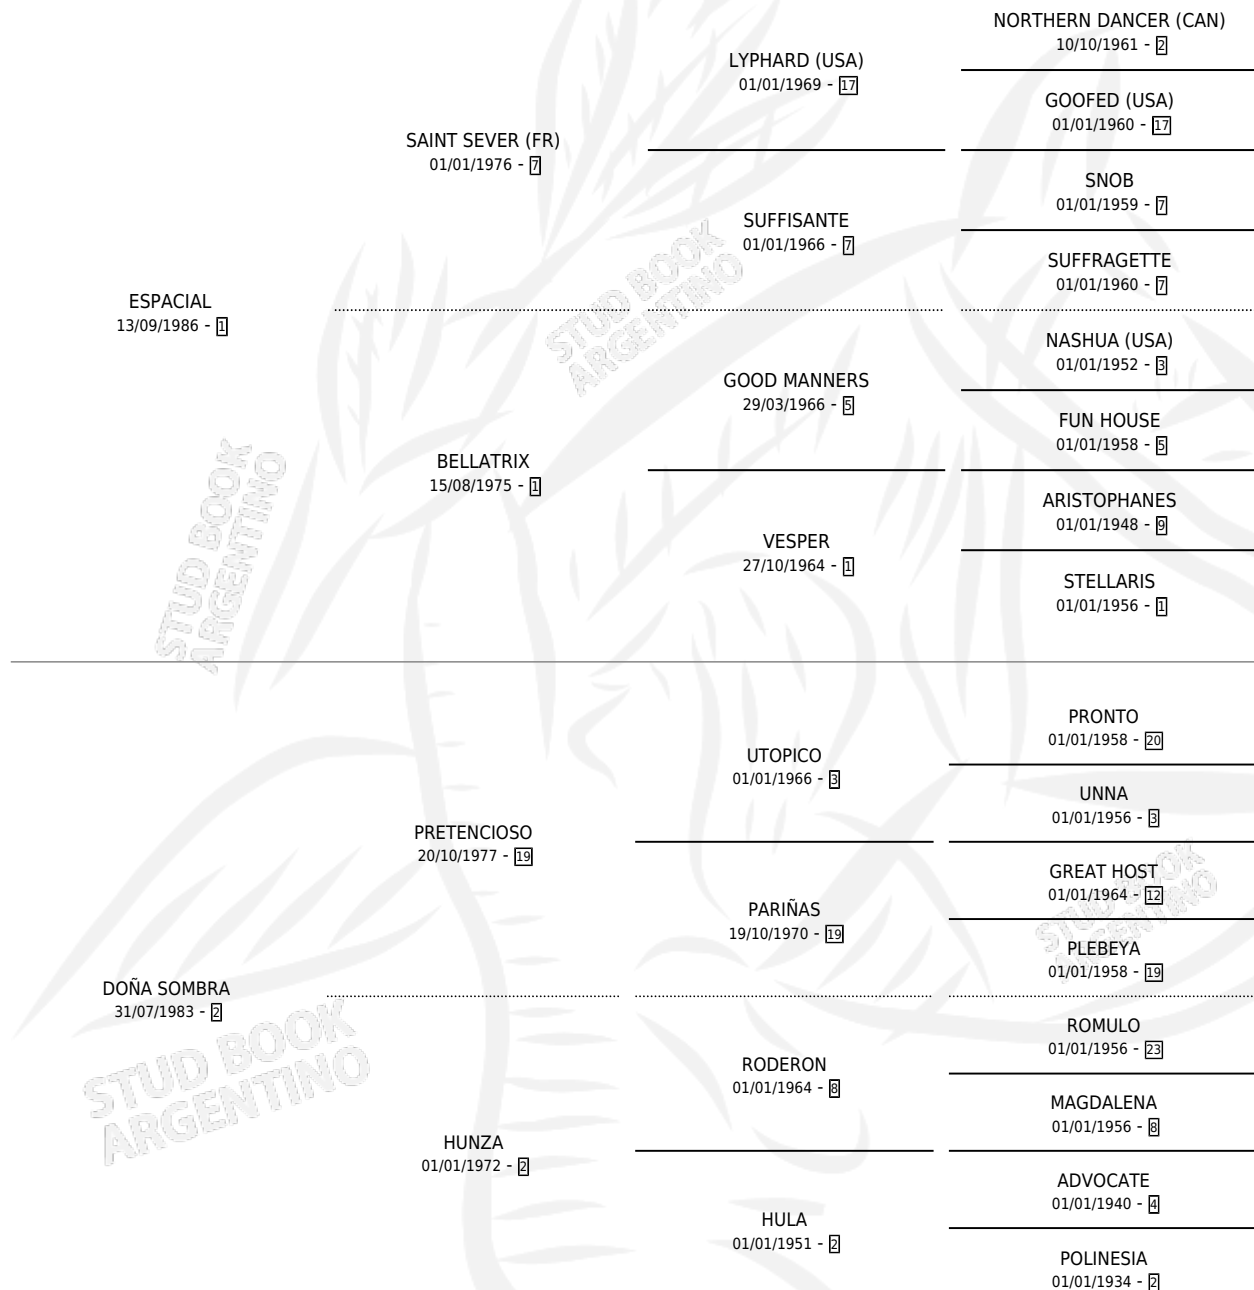 NORTHERN DANCER (CAN)
10/10/1961 - 2
LYPHARD (USA)
01/01/1969 - 17
GOOFED (USA)
01/01/1960 - 17
SAINT SEVER (FR)
01/01/1976 - 7
SNOB
01/01/1959 - 7
SUFFISANTE
01/01/1966 - 7
SUFFRAGETTE
01/01/1960 - 7
ESPACIAL
13/09/1986 - 1
NASHUA (USA)
01/01/1952 - 3
GOOD MANNERS
29/03/1966 - 5
FUN HOUSE
01/01/1958 - 5
BELLATRIX
15/08/1975 - 1
ARISTOPHANES
01/01/1948 - 9
VESPER
27/10/1964 - 1
STELLARIS
01/01/1956 - 1
PRONTO
01/01/1958 - 20
UTOPICO
01/01/1966 - 3
UNNA
01/01/1956 - 3
PRETENCIOSO
20/10/1977 - 19
GREAT HOST
01/01/1964 - 12
PARIÑAS
19/10/1970 - 19
PLEBEYA
01/01/1958 - 19
DOÑA SOMBRA
31/07/1983 - 2
ROMULO
01/01/1956 - 23
RODERON
01/01/1964 - 8
MAGDALENA
01/01/1956 - 8
HUNZA
01/01/1972 - 2
ADVOCATE
01/01/1940 - 4
HULA
01/01/1951 - 2
POLINESIA
01/01/1934 - 2
STUD BOOK
ARGENTINO
STUD BOOK
ARGENTINO
STUD BOOK
ARGENTINO
STUD BOOK
ARGENTINO